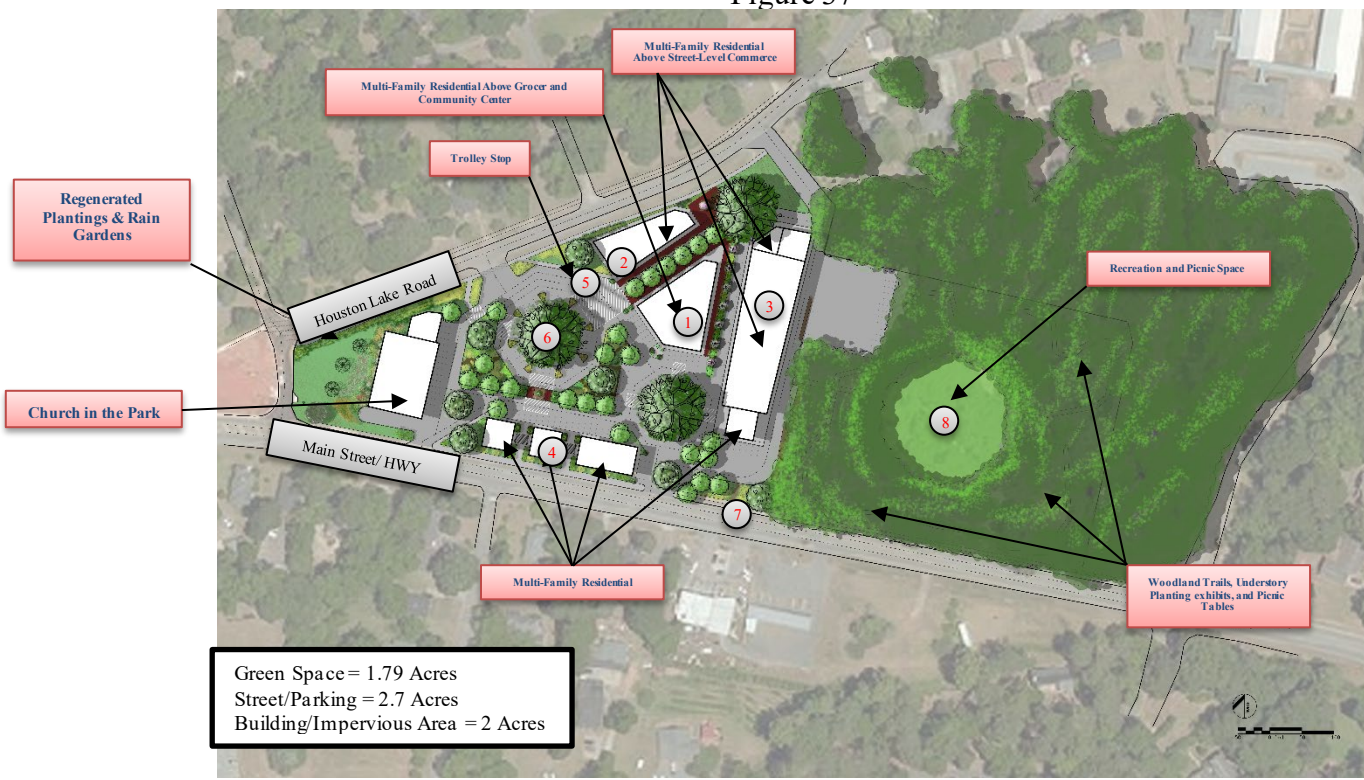 Figure 37
Multi-Family Residential
Above Street-Level Commerce
Multi-Family Residential Above Grocer and
Community Center
Trolley Stop
Regenerated
Plantings & Rain
Gardens
Houston Lake Road
Recreation and Picnic Space
2
5
3
1
6
Church in the Park
8
Main Street/ HWY
4
7
Multi-Family Residential
Woodland Trails, Understory
Planting exhibits, and Picnic
Tables
Green Space = 1.79 Acres
Street/Parking = 2.7 Acres
Building/Impervious Area = 2 Acres